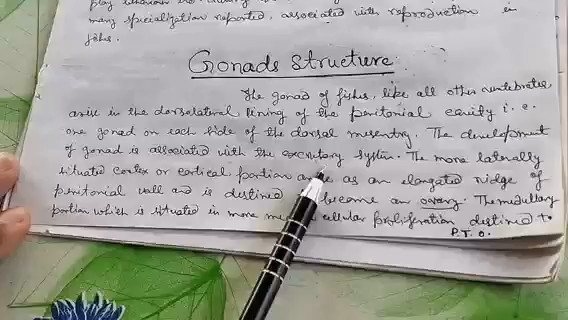 play behaviour
many specialization reported, associated with reproduction in
fishes.
Gonads Structure
The gonad of fishes, like all other vertebrates
arise in the dorsolateral lining of the peritonial cavity i.e.
one gonad on each side of the dorsal mesentry. The development
of gonad is associated with the excrutory system. The more laterally
situated cortex or cortical portion arise as an elongated ridge of
peritonial wall and is destined become an ovary. The medullary
portion which is situated in more cellular proliferation destined to
P.T.O.